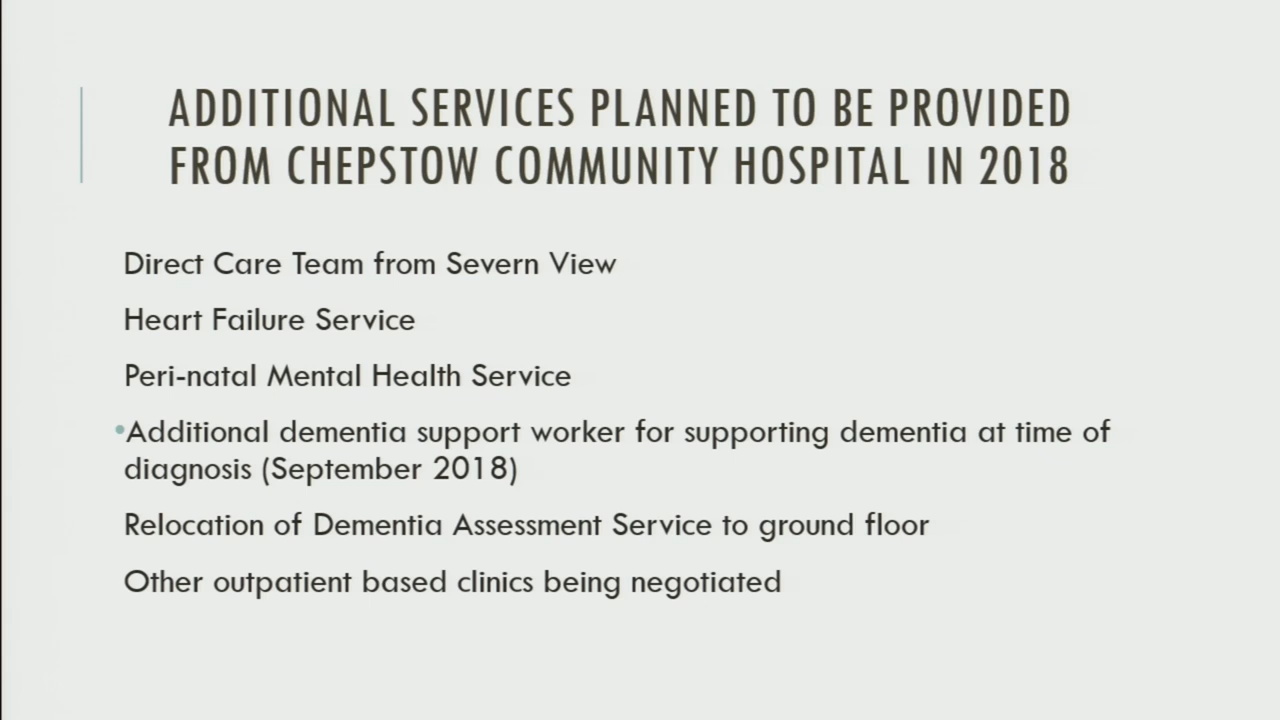 ADDITIONAL SERVICES PLANNED TO BE PROVIDED
FROM CHEPSTOW COMMUNITY HOSPITAL IN 2018
Direct Care Team from Severn View
Heart Failure Service
Peri-natal Mental Health Service
•Additional dementia support worker for supporting dementia at time of
diagnosis (September 2018)
Relocation of Dementia Assessment Service to ground floor
Other outpatient based clinics being negotiated